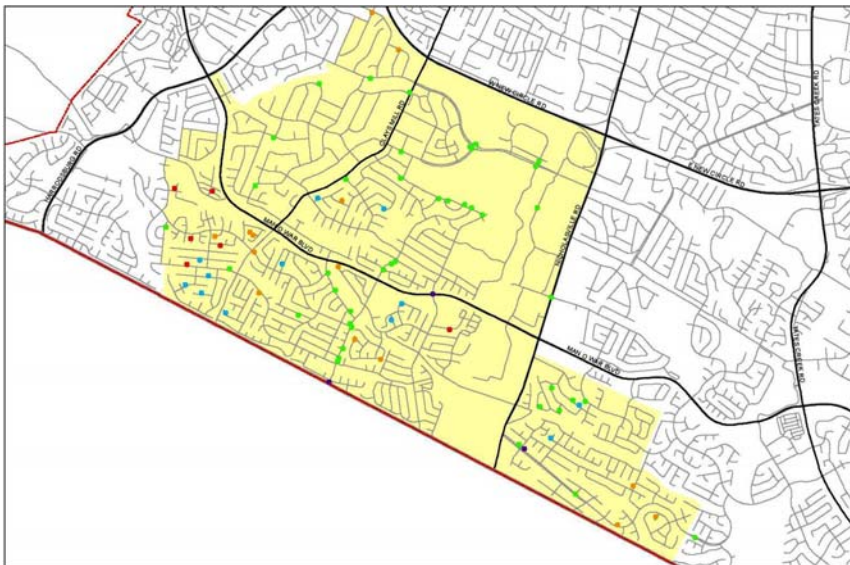 W NEW CIRCLE RD
TATES CREEK RD
CLAYS MILL RD
HARRODSBURG RD
E NEW CIRCLE RD
NICHOLASVILLE RD
MAN O WAR BLVD
MAN O WAR BLVD
TATES CREEK RD